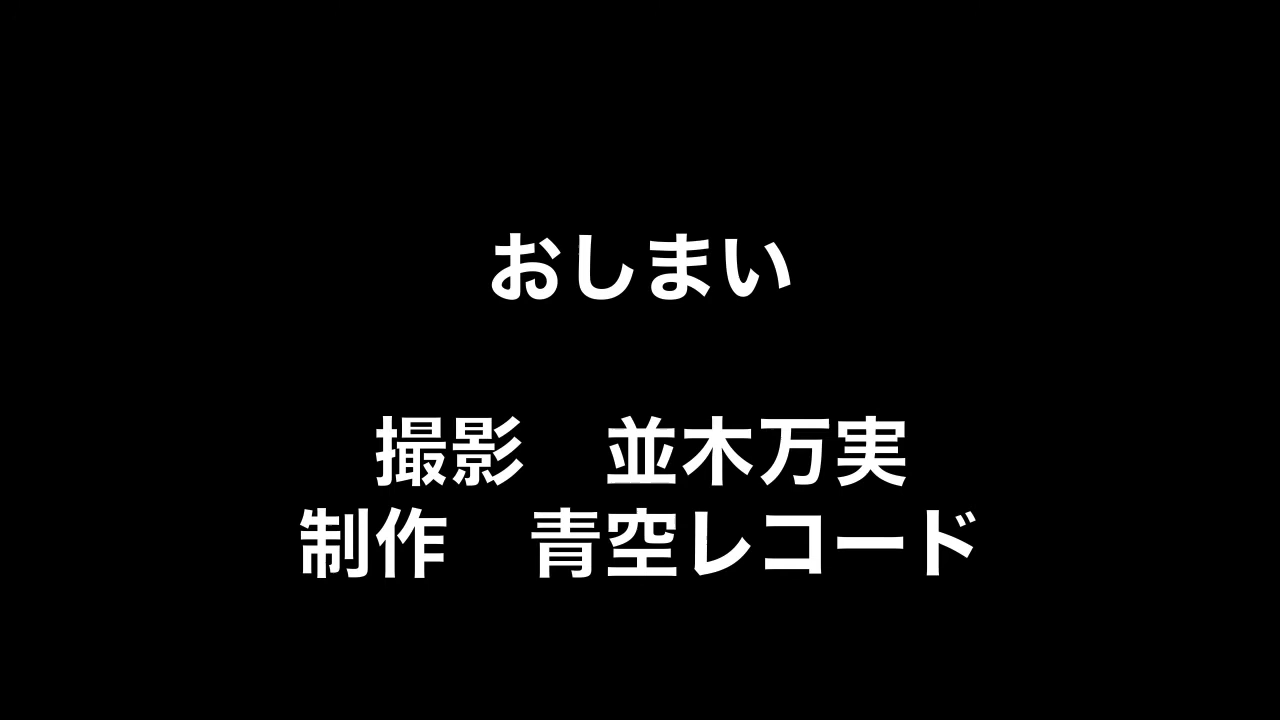 おしまい
撮影　並木万実
制作　青空レコード